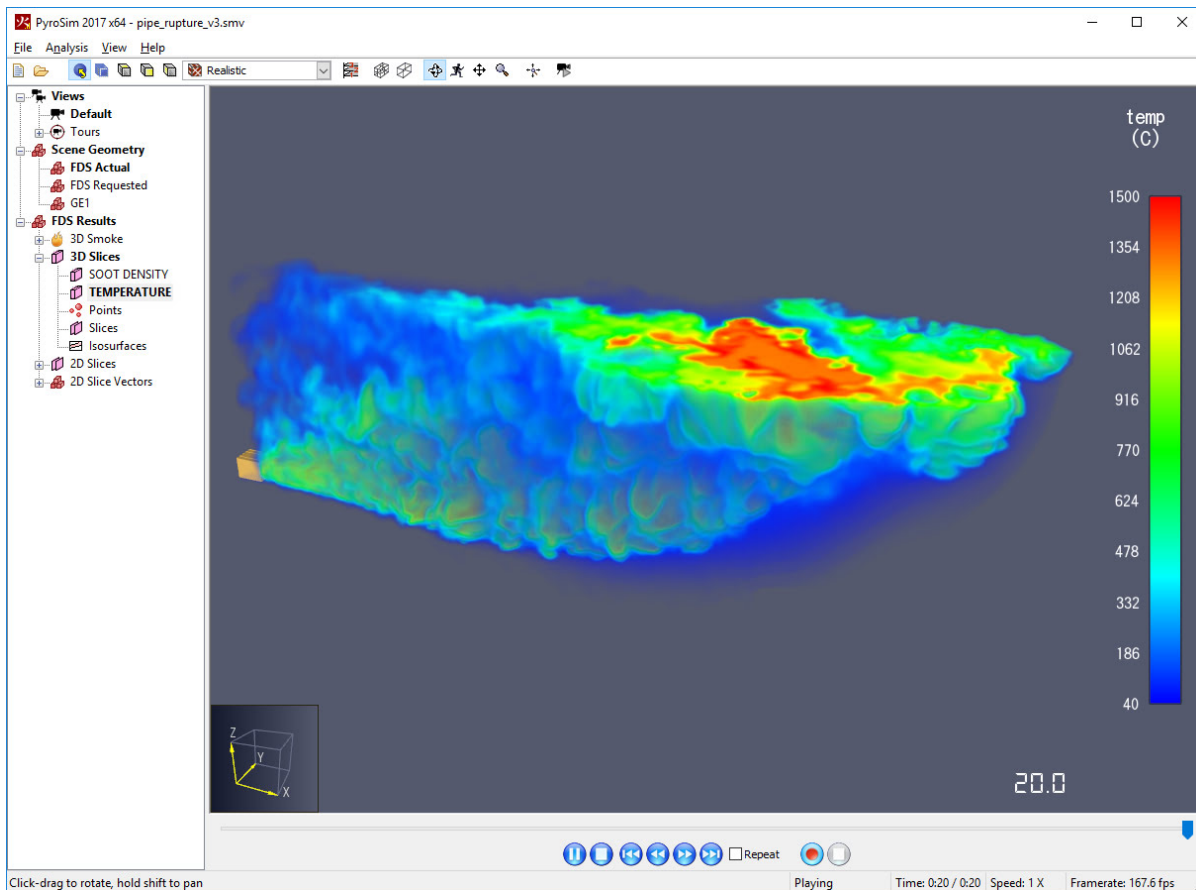 PyroSim 2017 x64 - pipe_rupture_v3.smv
File Analysis View Help
Realistic
Views
Default
Tours
Scene Geometry
FDS Actual
FDS Requested
GE1
FDS Results
3D Smoke
3D Slices
SOOT DENSITY
TEMPERATURE
Points
Slices
Isosurfaces
2D Slices
2D Slice Vectors
temp
(C)
1500
1354
1208
1062
916
770
624
478
332
186
40
Z
Y
X
20.0
Repeat
Click-drag to rotate, hold shift to pan
Playing
Time: 0:20 / 0:20
Speed: 1 X
Framerate: 167.6 fps